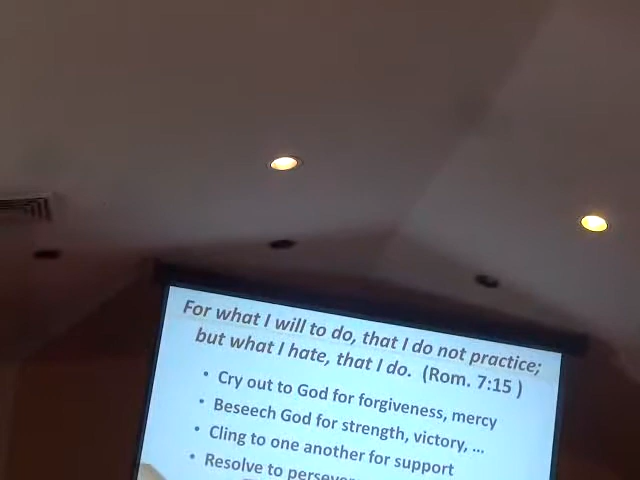 For what I will to do, that I do not practice;
but what I hate, that I do. (Rom. 7:15 )
• Cry out to God for forgiveness, mercy
• Beseech God for strength, victory, ...
• Cling to one another for support
• Resolve to